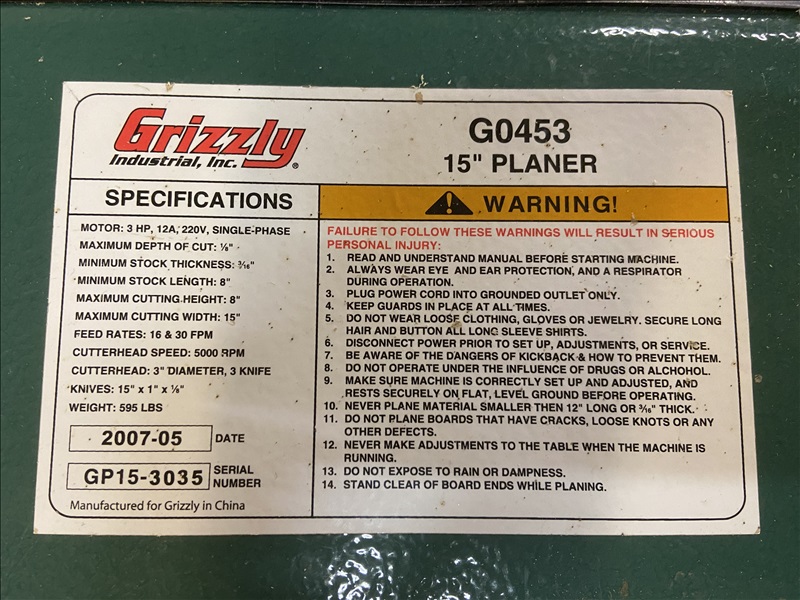 Grizzly
Industrial, Inc.®
G0453
15" PLANER
SPECIFICATIONS
MOTOR: 3 HP, 12A, 220V, SINGLE-PHASE
MAXIMUM DEPTH OF CUT: ⅛"
MINIMUM STOCK THICKNESS: 3⁄16"
MINIMUM STOCK LENGTH: 8"
MAXIMUM CUTTING HEIGHT: 8"
MAXIMUM CUTTING WIDTH: 15"
FEED RATES: 16 & 30 FPM
CUTTERHEAD SPEED: 5000 RPM
CUTTERHEAD: 3" DIAMETER, 3 KNIFE
KNIVES: 15" x 1" x ⅛"
WEIGHT: 595 LBS
2007-05 DATE
GP15-3035 SERIAL
NUMBER
Manufactured for Grizzly in China
WARNING!
FAILURE TO FOLLOW THESE WARNINGS WILL RESULT IN SERIOUS
PERSONAL INJURY:
1. READ AND UNDERSTAND MANUAL BEFORE STARTING MACHINE.
2. ALWAYS WEAR EYE AND EAR PROTECTION, AND A RESPIRATOR
DURING OPERATION.
3. PLUG POWER CORD INTO GROUNDED OUTLET ONLY.
4. KEEP GUARDS IN PLACE AT ALL TIMES.
5. DO NOT WEAR LOOSE CLOTHING, GLOVES OR JEWELRY. SECURE LONG
HAIR AND BUTTON ALL LONG SLEEVE SHIRTS.
6. DISCONNECT POWER PRIOR TO SET UP, ADJUSTMENTS, OR SERVICE.
7. BE AWARE OF THE DANGERS OF KICKBACK & HOW TO PREVENT THEM.
8. DO NOT OPERATE UNDER THE INFLUENCE OF DRUGS OR ALCHOHOL.
9. MAKE SURE MACHINE IS CORRECTLY SET UP AND ADJUSTED, AND
RESTS SECURELY ON FLAT, LEVEL GROUND BEFORE OPERATING.
10. NEVER PLANE MATERIAL SMALLER THEN 12" LONG OR 3⁄16" THICK.
11. DO NOT PLANE BOARDS THAT HAVE CRACKS, LOOSE KNOTS OR ANY
OTHER DEFECTS.
12. NEVER MAKE ADJUSTMENTS TO THE TABLE WHEN THE MACHINE IS
RUNNING.
13. DO NOT EXPOSE TO RAIN OR DAMPNESS.
14. STAND CLEAR OF BOARD ENDS WHILE PLANING.